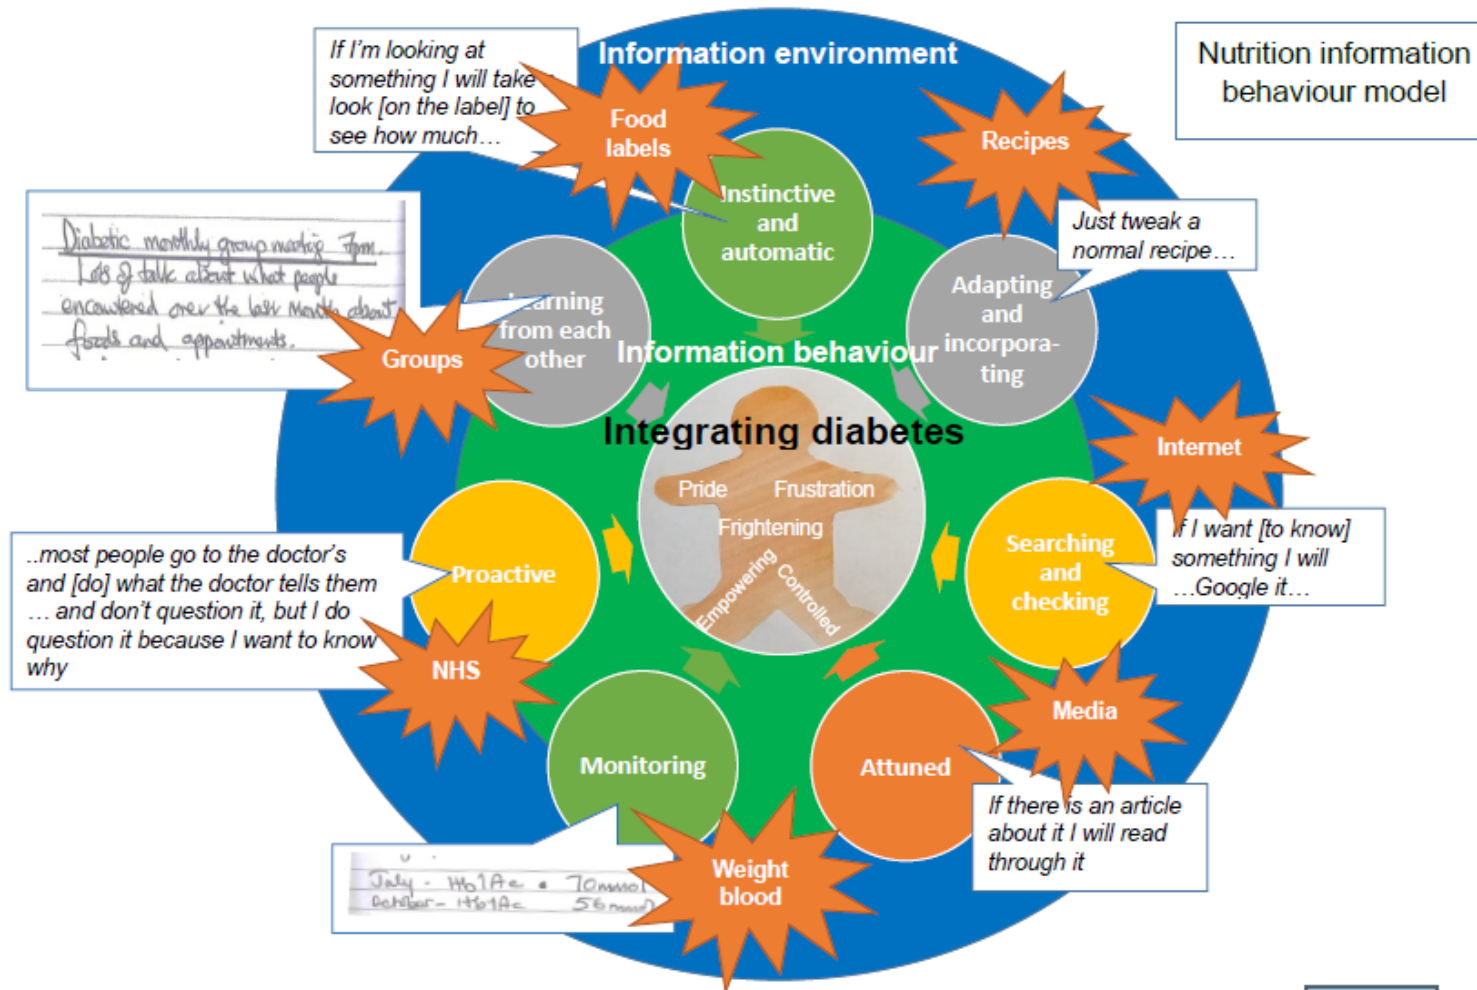 Nutrition information
behaviour model
Information environment
If I'm looking at
something I will take
look [on the label] to
see how much…
Food
labels
Recipes
Instinctive
and
automatic
Just tweak a
normal recipe…
Diabetic monthly group meeting 7pm.
Lots of talk about what people
encountered over the last months about
foods and appointments.
Groups
Learning
from each
other
Adapting
and
incorpora-
ting
Information behaviour
Integrating diabetes
Pride
Frustration
Frightening
Empowering
Controlled
Internet
Searching
and
checking
If I want [to know]
something I will
…Google it…
..most people go to the doctor's
and [do] what the doctor tells them
… and don't question it, but I do
question it because I want to know
why
Proactive
NHS
Monitoring
Attuned
Media
If there is an article
about it I will read
through it
July - Hb1Ac • 70mmol
October - Hb1Ac 56mmol
Weight
blood